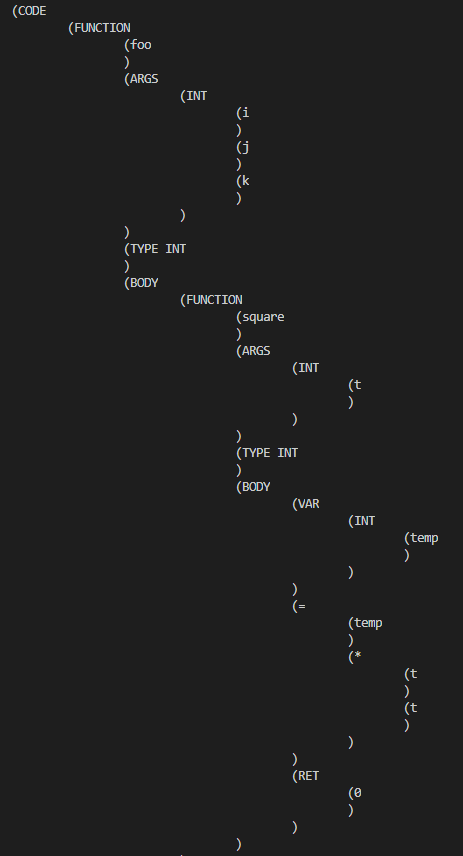 (CODE
(FUNCTION
(foo
)
(ARGS
(INT
(i
)
(j
)
(k
)
)
)
(TYPE INT
)
(BODY
(FUNCTION
(square
)
(ARGS
(INT
(t
)
)
)
(TYPE INT
)
(BODY
(VAR
(INT
(temp
)
)
)
(=
(temp
)
(*
(t
)
(t
)
)
)
(RET
(0
)
)
)